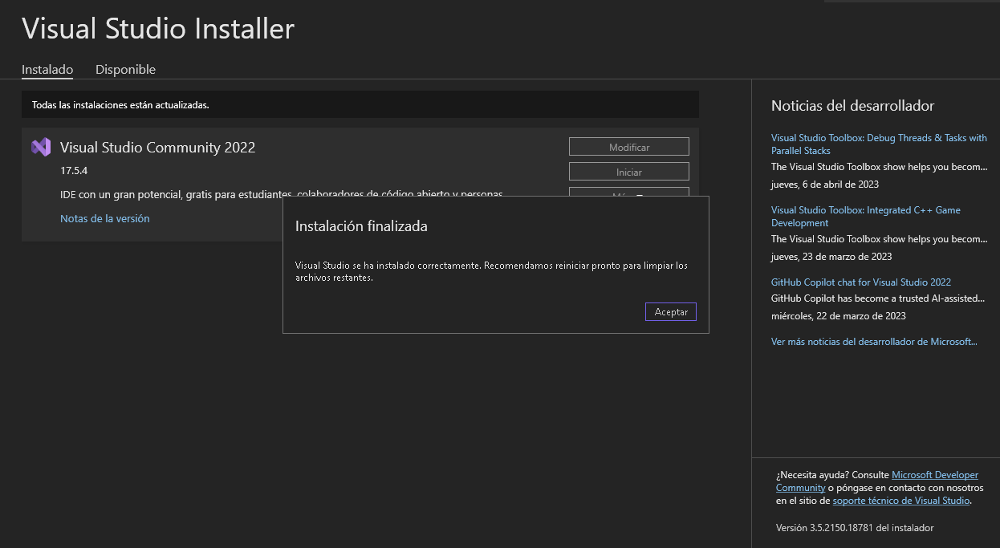 Visual Studio Installer
Instalado
Disponible
Todas las instalaciones están actualizadas.
Visual Studio Community 2022
17.5.4
IDE con un gran potencial, gratis para estudiantes, colaboradores de código abierto y personas
Notas de la versión
Modificar
Iniciar
Más
Instalación finalizada
Visual Studio se ha instalado correctamente. Recomendamos reiniciar pronto para limpiar los
archivos restantes.
Aceptar
Noticias del desarrollador
Visual Studio Toolbox: Debug Threads & Tasks with
Parallel Stacks
The Visual Studio Toolbox show helps you becom...
jueves, 6 de abril de 2023
Visual Studio Toolbox: Integrated C++ Game
Development
The Visual Studio Toolbox show helps you becom...
jueves, 23 de marzo de 2023
GitHub Copilot chat for Visual Studio 2022
GitHub Copilot has become a trusted AI-assisted...
miércoles, 22 de marzo de 2023
Ver más noticias del desarrollador de Microsoft...
¿Necesita ayuda? Consulte Microsoft Developer
Community o póngase en contacto con nosotros
en el sitio de soporte técnico de Visual Studio.
Versión 3.5.2150.18781 del instalador